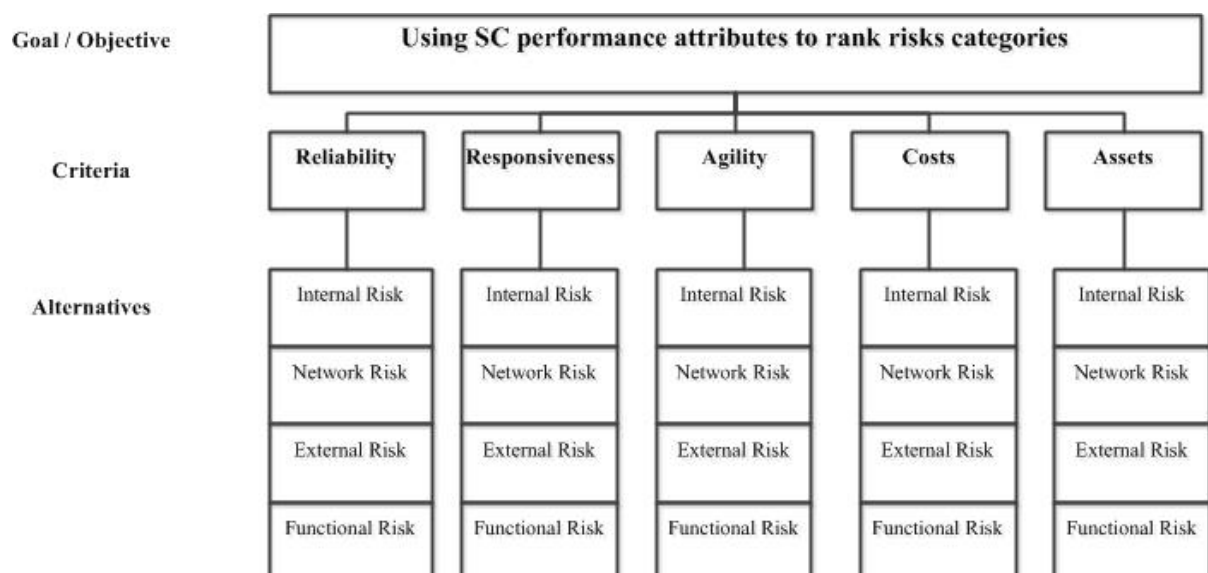 Goal / Objective
Using SC performance attributes to rank risks categories
Criteria
Reliability
Responsiveness
Agility
Costs
Assets
Alternatives
Internal Risk
Internal Risk
Internal Risk
Internal Risk
Internal Risk
Network Risk
Network Risk
Network Risk
Network Risk
Network Risk
External Risk
External Risk
External Risk
External Risk
External Risk
Functional Risk
Functional Risk
Functional Risk
Functional Risk
Functional Risk